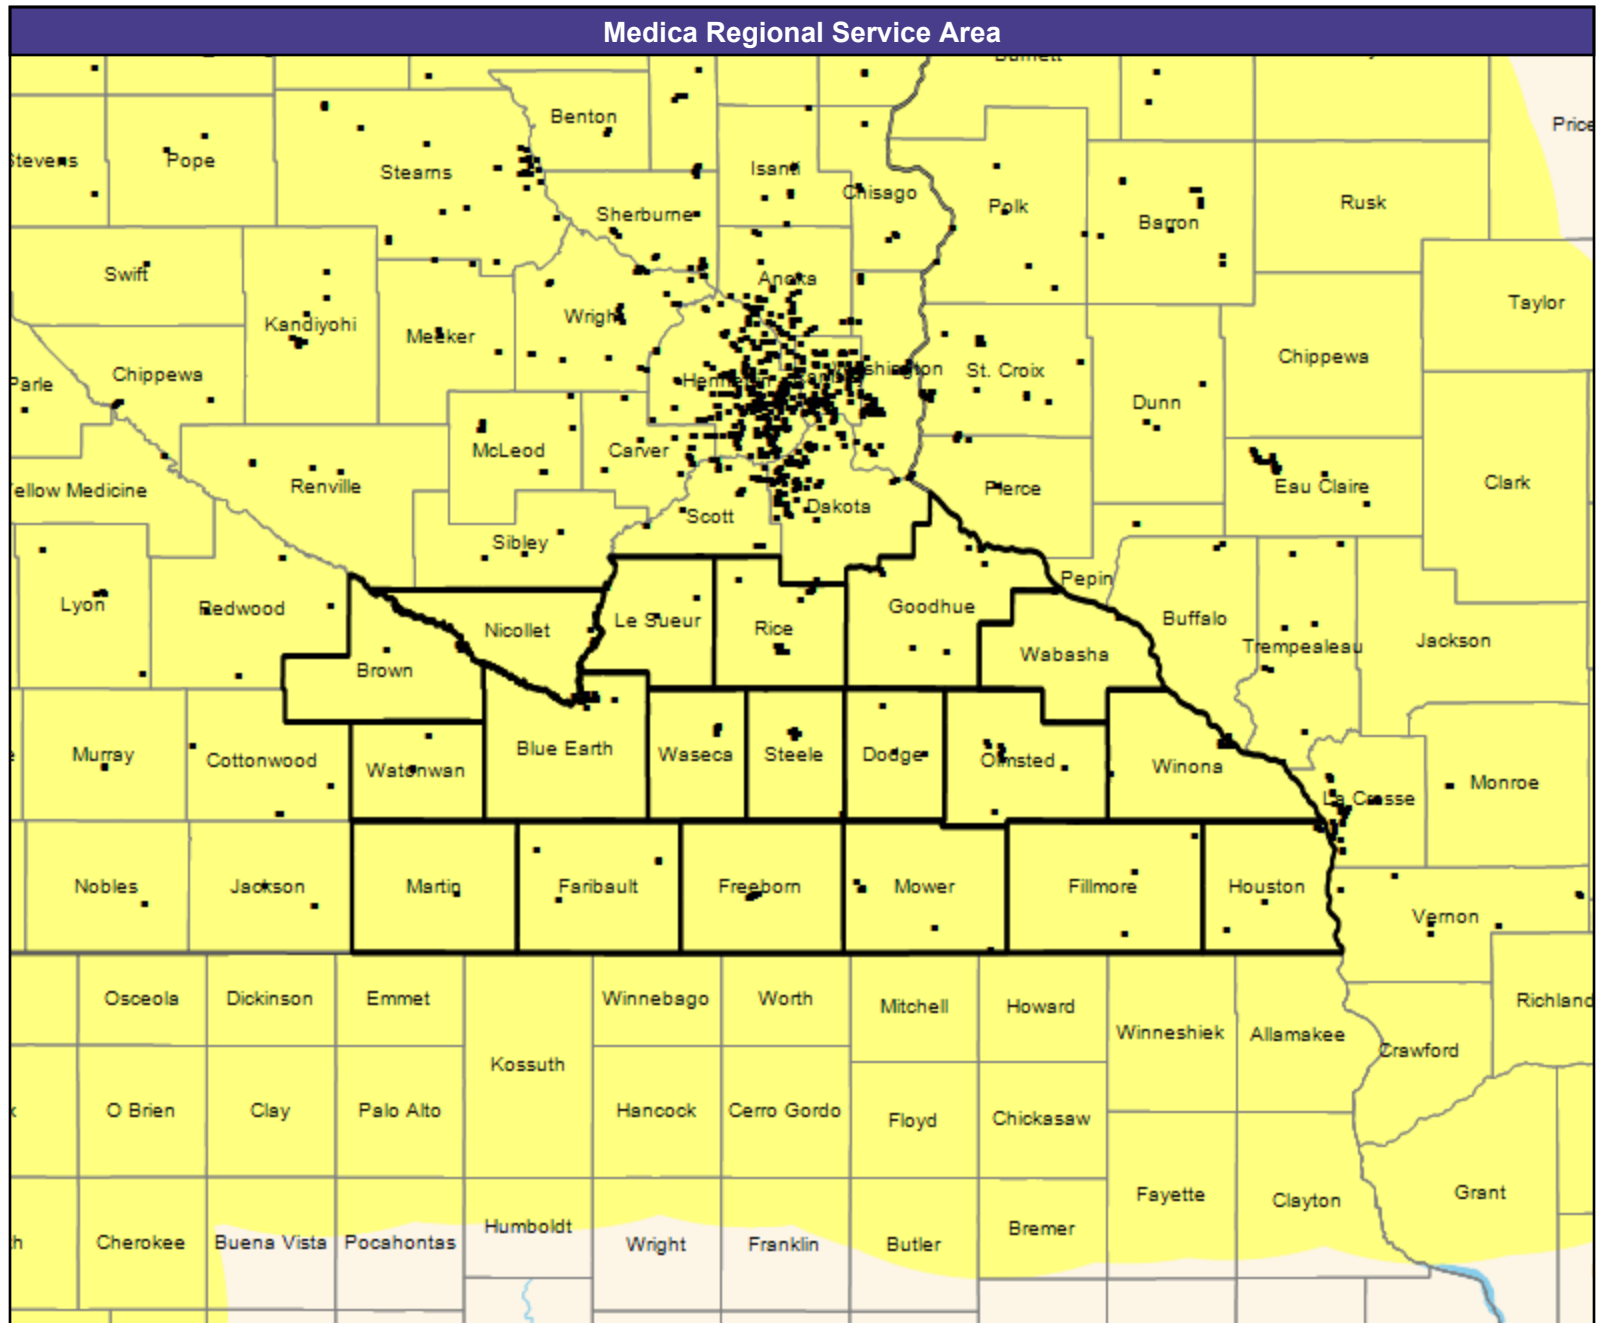 Medica Regional Service Area
Benton
Price
Stevens
Pope
Stearns
Isanti
Chisago
Polk
Barron
Rusk
Sherburne
Swift
Anoka
Taylor
Kandiyohi
Meeker
Wright
Chippewa
Chippewa
Parle
Hennepin
Ramsey
Washington
St. Croix
Dunn
McLeod
Carver
Renville
Yellow Medicine
Scott
Dakota
Pierce
Eau Claire
Clark
Sibley
Pepin
Lyon
Redwood
Nicollet
Le Sueur
Rice
Goodhue
Wabasha
Buffalo
Trempealeau
Jackson
Brown
Murray
Cottonwood
Watonwan
Blue Earth
Waseca
Steele
Dodge
Olmsted
Winona
La Crosse
Monroe
Nobles
Jackson
Martin
Faribault
Freeborn
Mower
Fillmore
Houston
Vernon
Osceola
Dickinson
Emmet
Winnebago
Worth
Mitchell
Howard
Richland
Winneshiek
Allamakee
Crawford
Kossuth
O Brien
Clay
Palo Alto
Hancock
Cerro Gordo
Floyd
Chickasaw
Fayette
Clayton
Grant
Cherokee
Buena Vista
Pocahontas
Humboldt
Wright
Franklin
Butler
Bremer